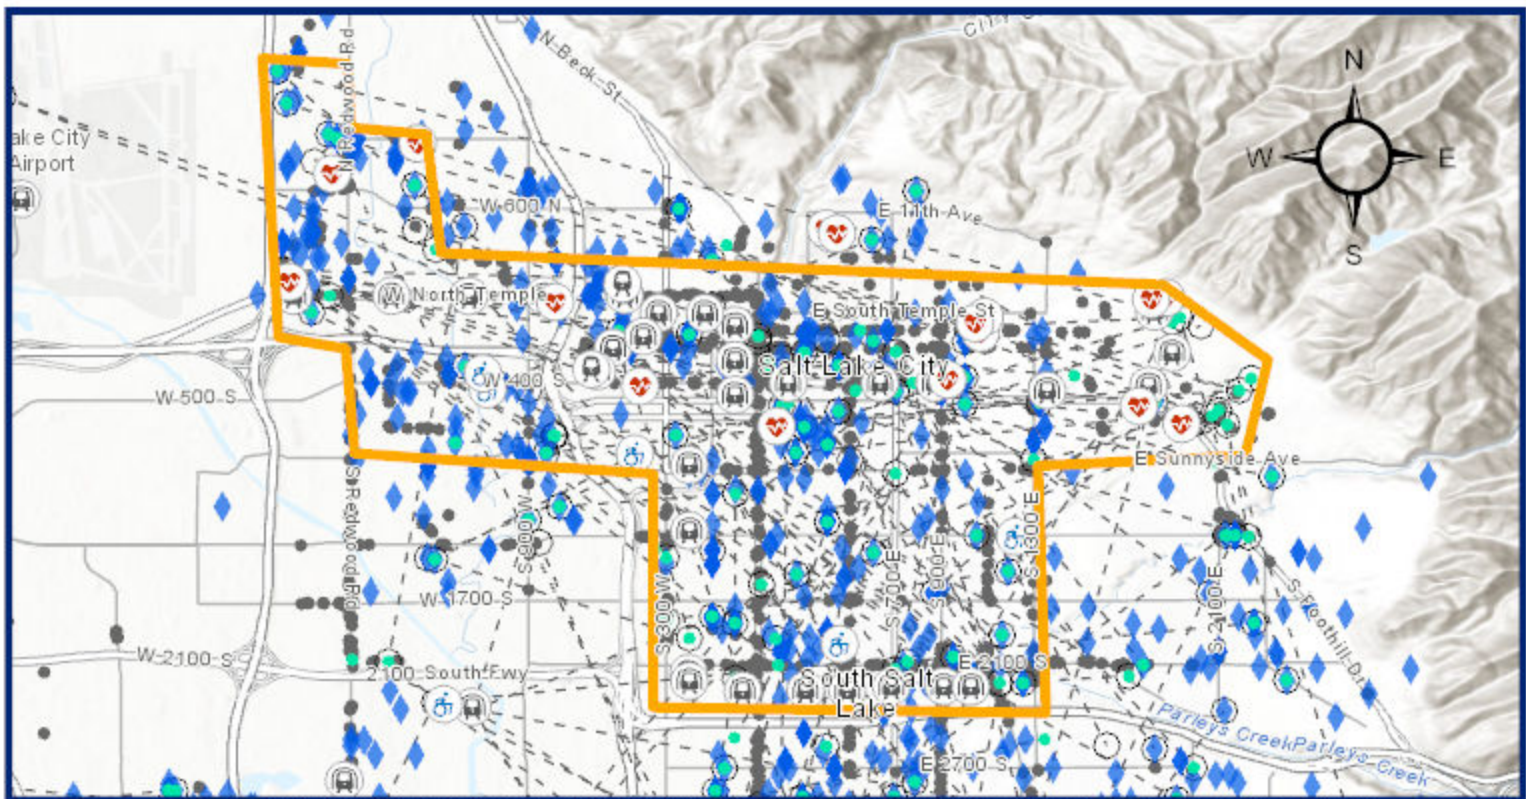 CITY C
N Beck St
N Redwood Rd
N
W
E
S
ake City
Airport
W 600 N
E 11th Ave
W North Temple
E South Temple St
Salt Lake City
W 400 S
W 500 S
E Sunnyside Ave
S Redwood Rd
S 900 W
S 1300 E
S 700 E
S 900 E
S 300 W
W 1700 S
S 2100 E
S Foothill Dr
W 2100 S
2100 South Fwy
E 2100 S
South Salt
Lake
Parleys Creek
Parleys Creek
E 2700 S